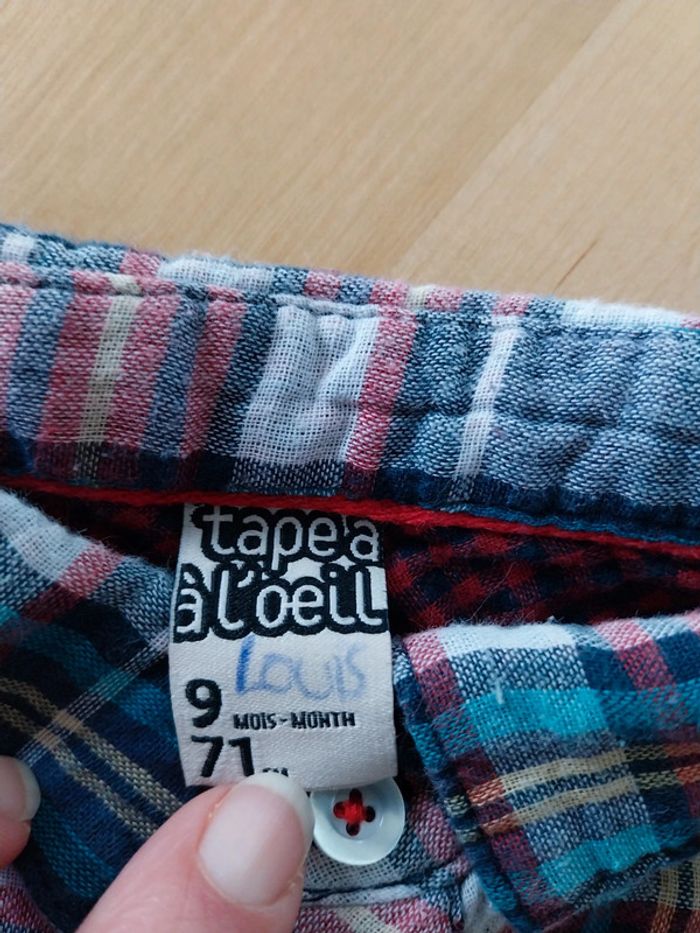 tape à
à l'oeil
LOUIS
9 MOIS-MONTH
71